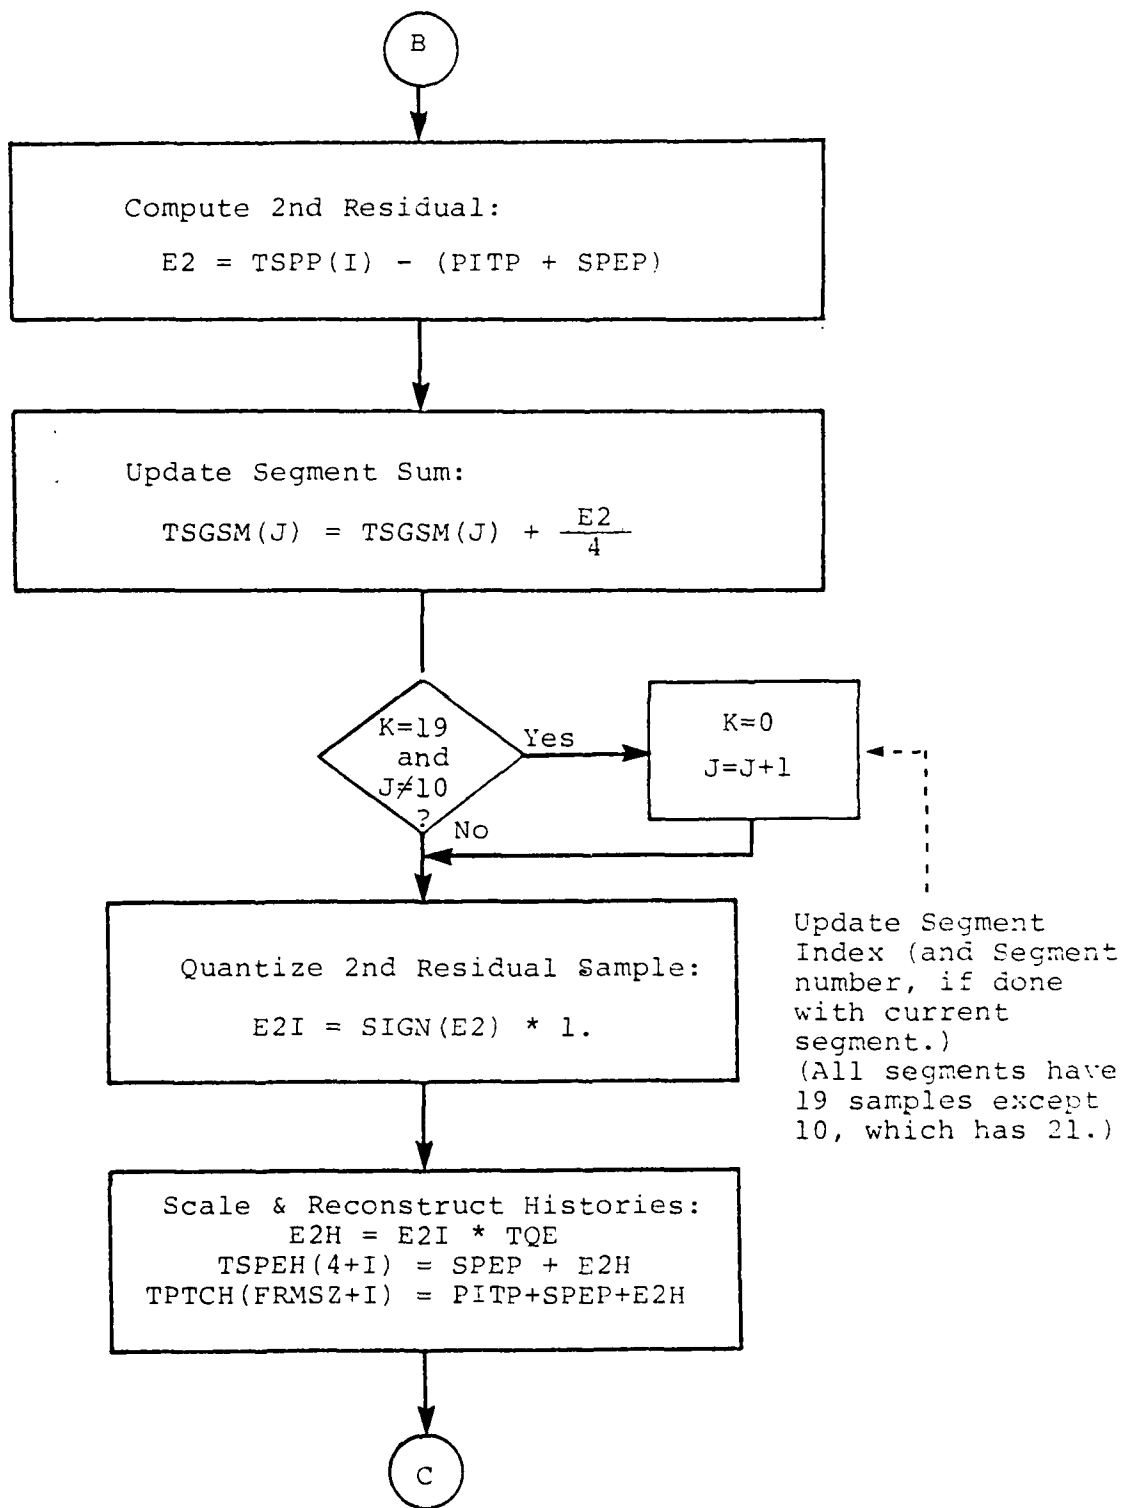 B
Compute 2nd Residual:
E2 = TSPP(I) - (PITP + SPEP)
Update Segment Sum:
TSGSM(J) = TSGSM(J) + E2
4
K=19
and
J≠10
?
Yes
No
K=0
J=J+1
Update Segment
Index (and Segment
number, if done
with current
segment.)
(All segments have
19 samples except
10, which has 21.)
Quantize 2nd Residual Sample:
E2I = SIGN(E2) * 1.
Scale & Reconstruct Histories:
E2H = E2I * TQE
TSPEH(4+I) = SPEP + E2H
TPTCH(FRMSZ+I) = PITP+SPEP+E2H
C